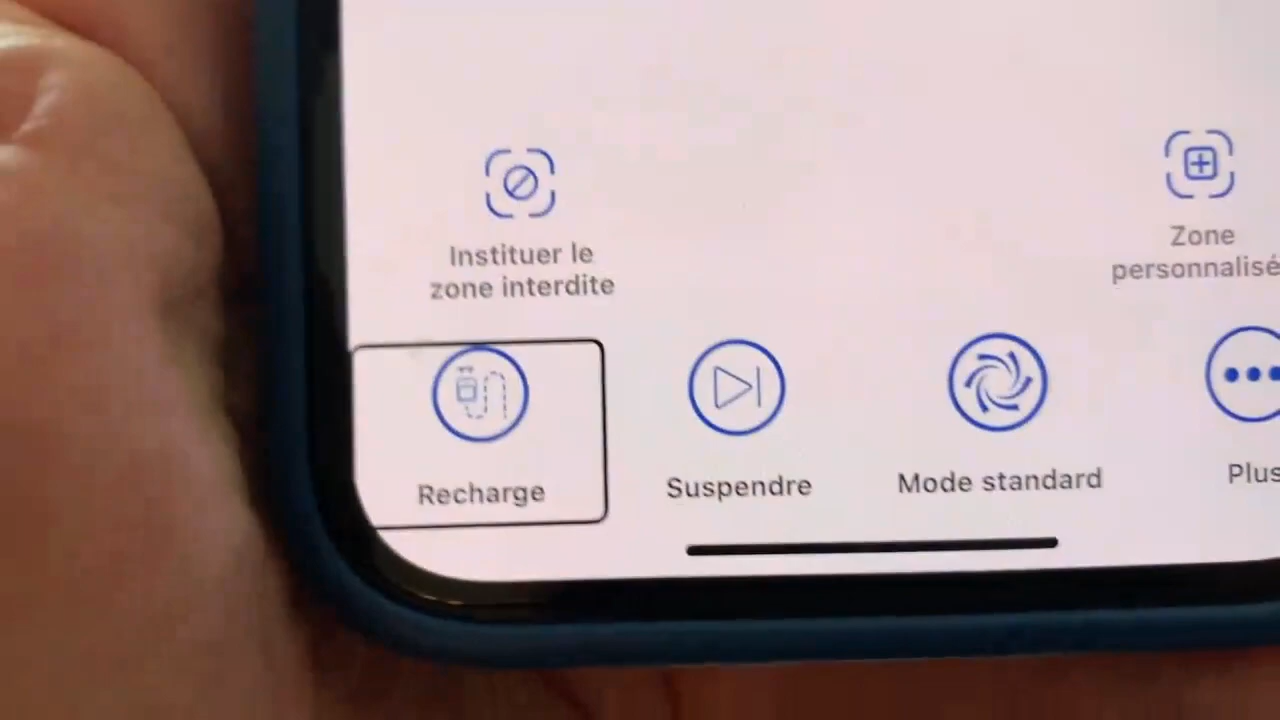 Instituer le
zone interdite
Zone
personnalisé
Recharge
Suspendre
Mode standard
Plus